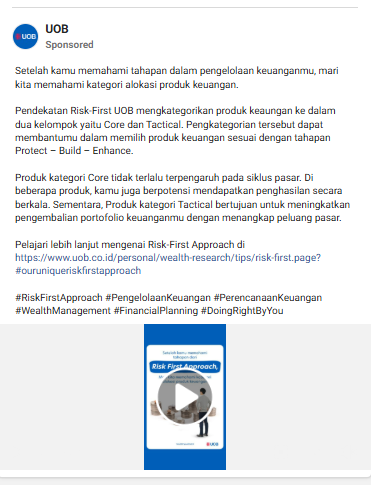 UOB
UOB
Sponsored
Setelah kamu memahami tahapan dalam pengelolaan keuanganmu, mari
kita memahami kategori alokasi produk keuangan.
Pendekatan Risk-First UOB mengkategorikan produk keaungan ke dalam
dua kelompok yaitu Core dan Tactical. Pengkategorian tersebut dapat
membantumu dalam memilih produk keuangan sesuai dengan tahapan
Protect – Build – Enhance.
Produk kategori Core tidak terlalu terpengaruh pada siklus pasar. Di
beberapa produk, kamu juga berpotensi mendapatkan penghasilan secara
berkala. Sementara, Produk kategori Tactical bertujuan untuk meningkatkan
pengembalian portofolio keuanganmu dengan menangkap peluang pasar.
Pelajari lebih lanjut mengenai Risk-First Approach di
https://www.uob.co.id/personal/wealth-research/tips/risk-first.page?
#ouruniqueriskfirstapproach
#RiskFirstApproach #PengelolaanKeuangan #PerencanaanKeuangan
#WealthManagement #FinancialPlanning #DoingRightByYou
Setelah kamu memahami
tahapan dari
Risk First Approach,
UOB